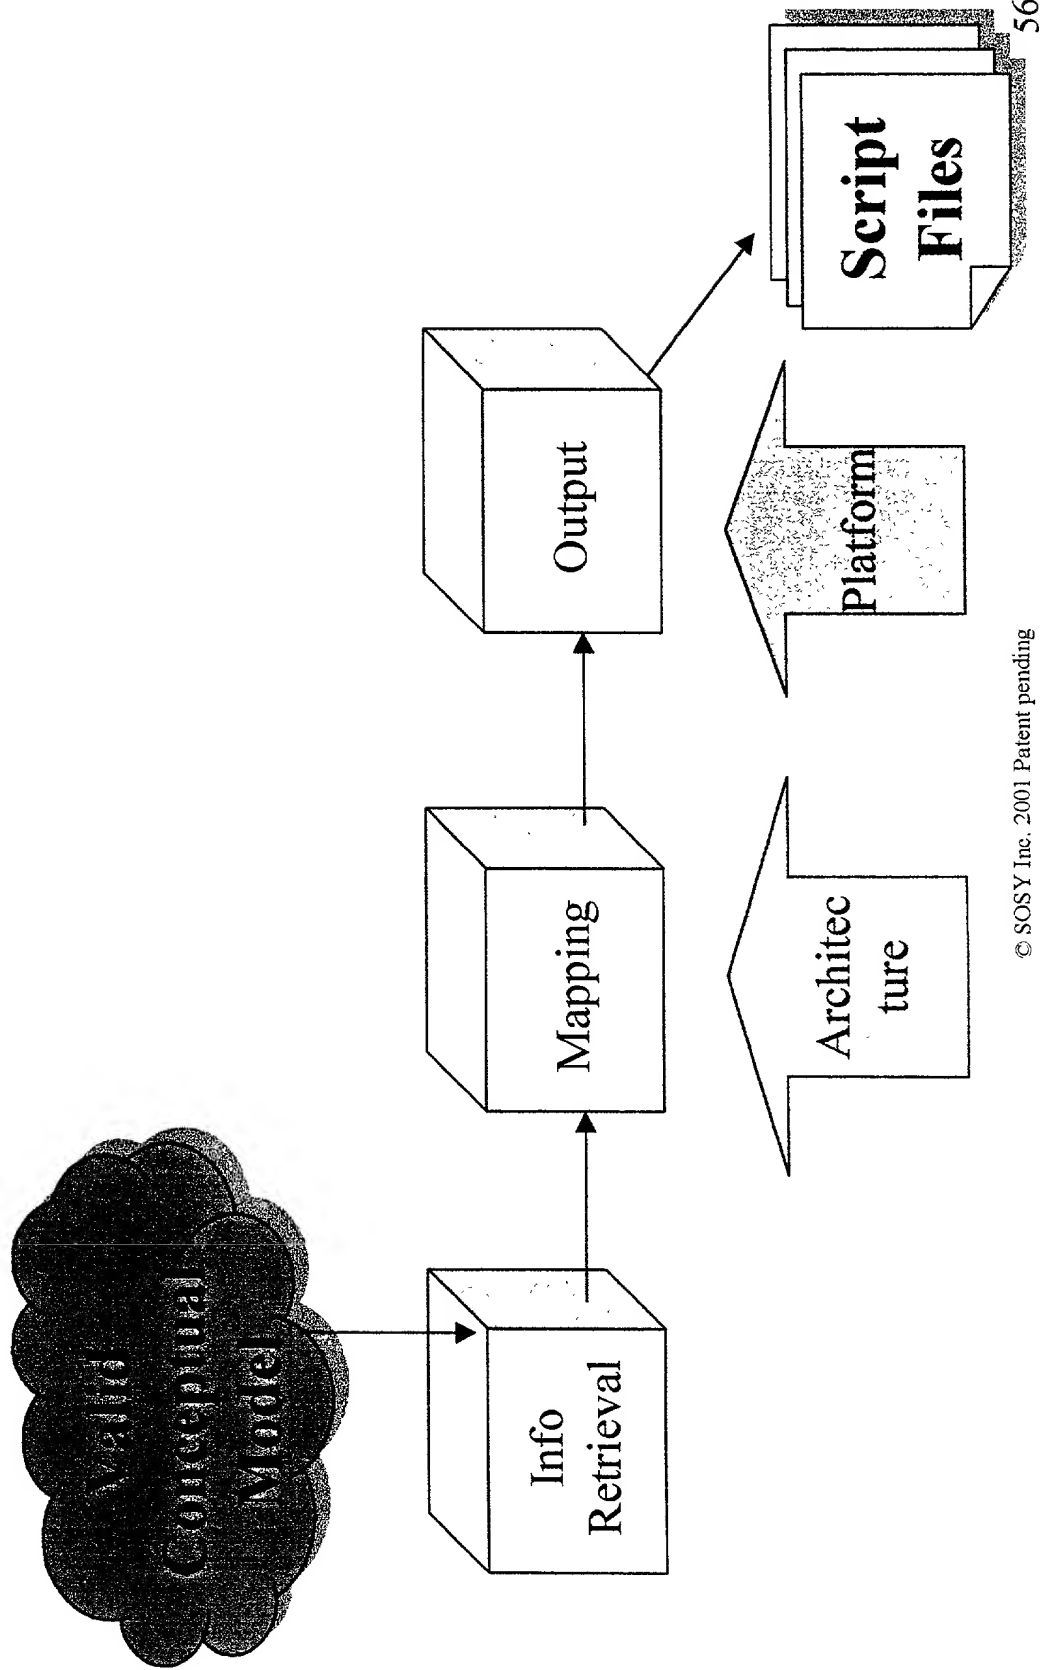 Valid
Conceptual
Model
Info
Retrieval
Mapping
Output
Architec
ture
Platform
Script
Files
© SOSY Inc. 2001 Patent pending
56